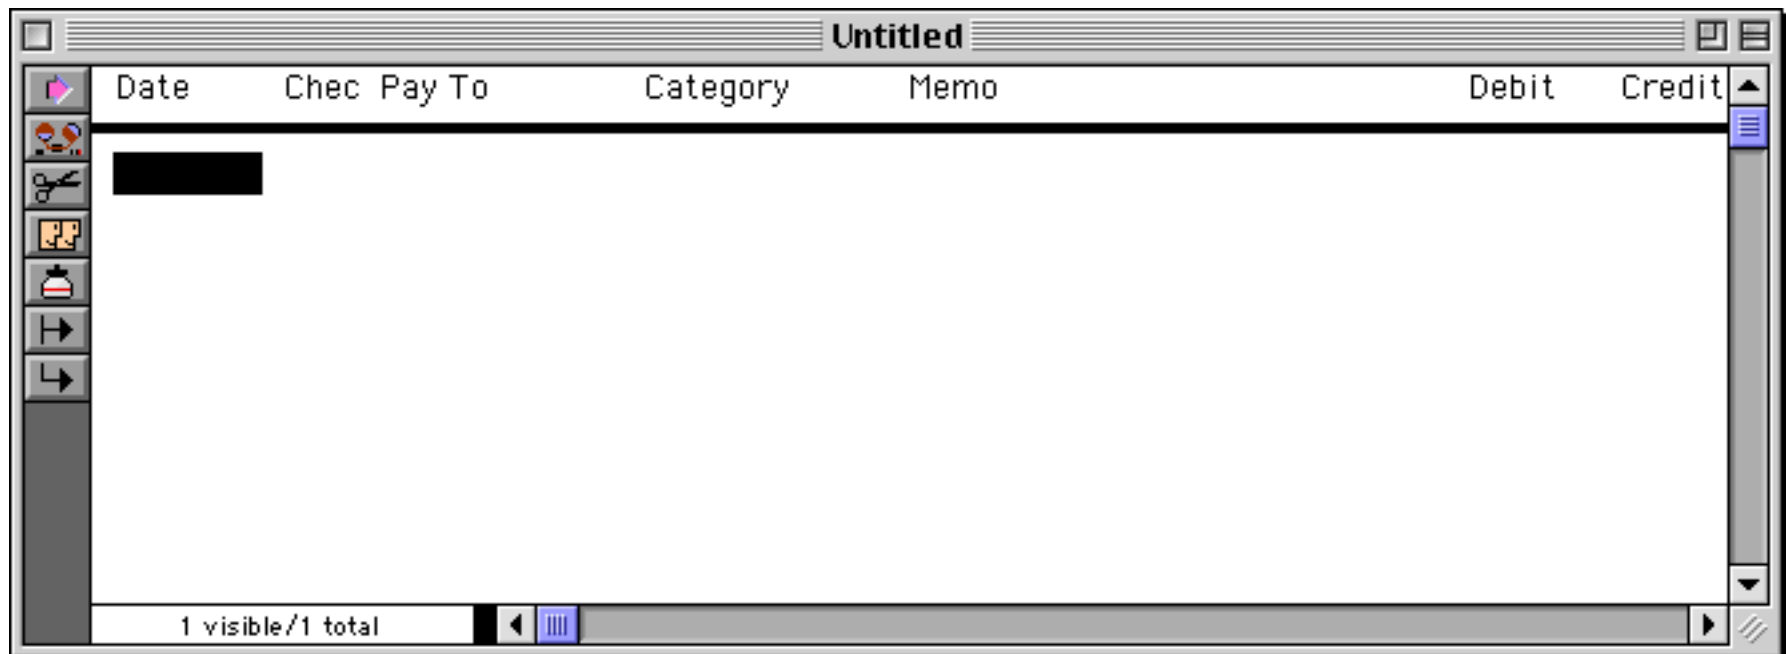 Untitled
Date Chec Pay To Category Memo Debit Credit
1 visible/1 total